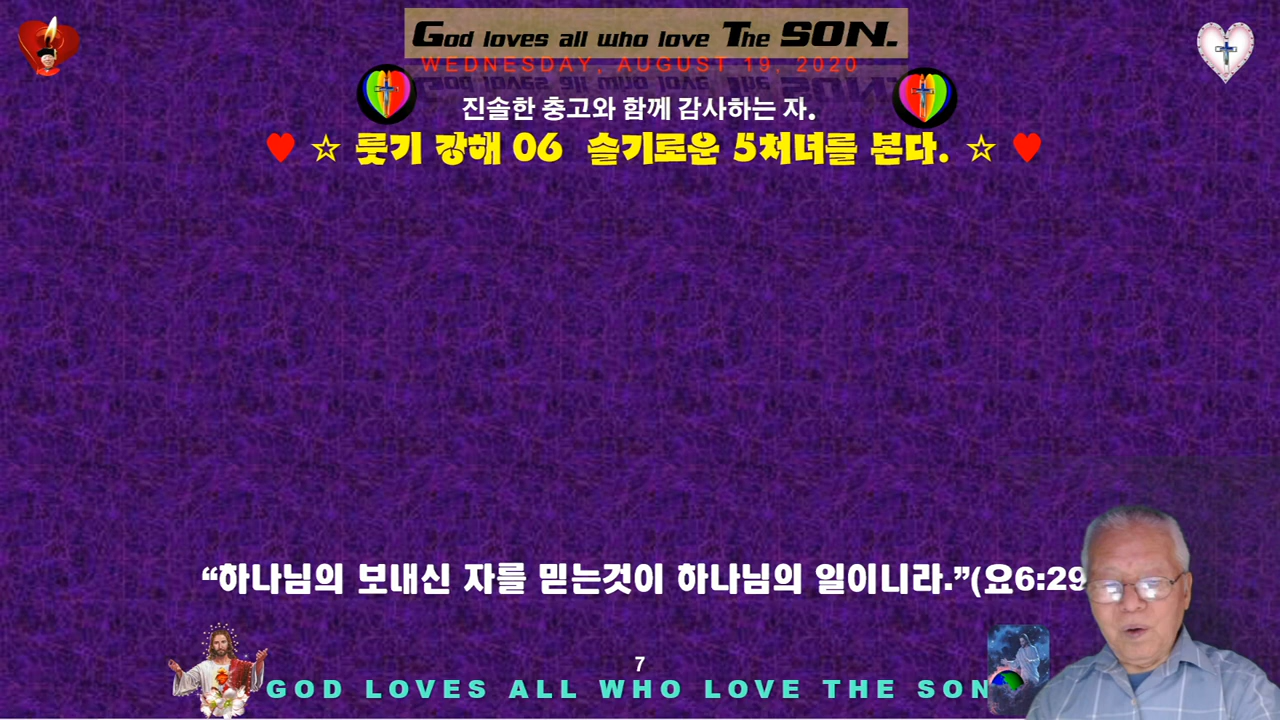 God loves all who love The SON.
WEDNESDAY, AUGUST 19, 2020
진솔한 충고와 함께 감사하는 자.
♥ ☆ 룻기 강해 06 슬기로운 5처녀를 본다. ☆ ♥
“하나님의 보내신 자를 믿는것이 하나님의 일이니라.”(요6:29
7
GOD LOVES ALL WHO LOVE THE SON